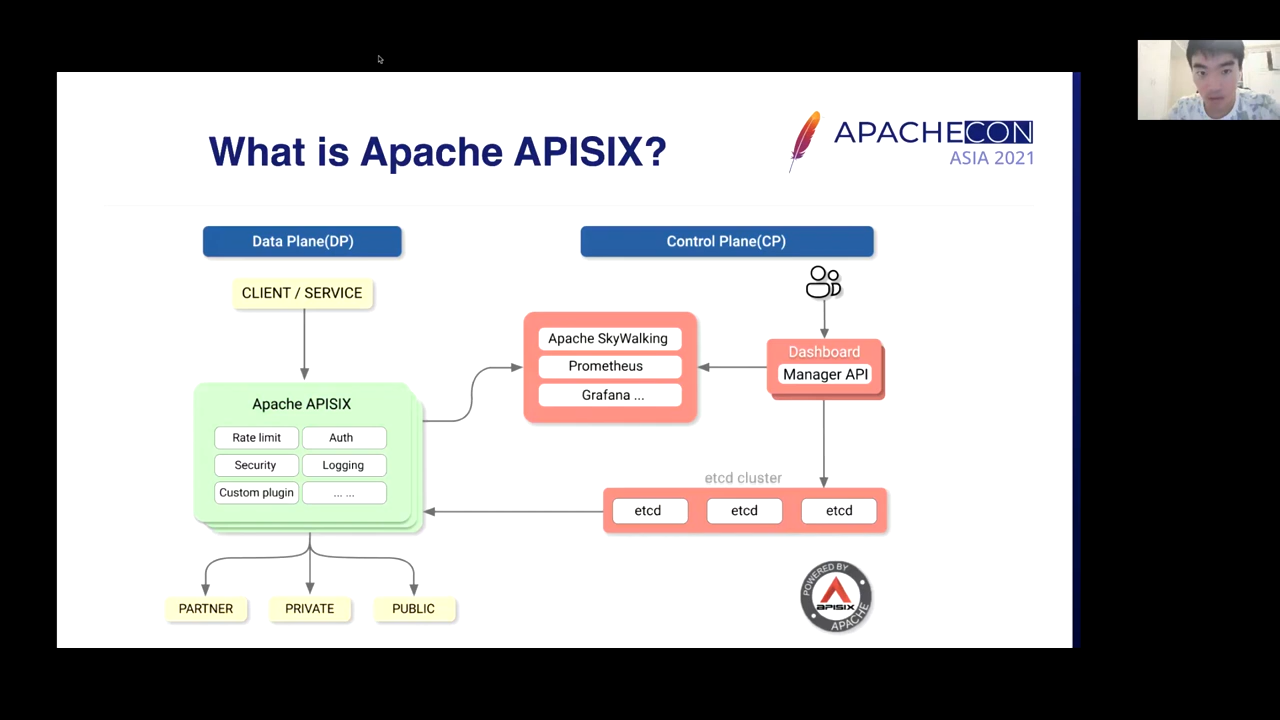 What is Apache APISIX?
APACHECON
ASIA 2021
Data Plane(DP)
Control Plane(CP)
CLIENT / SERVICE
Apache SkyWalking
Prometheus
Grafana ...
Dashboard
Manager API
Apache APISIX
Rate limit
Auth
Security
Logging
Custom plugin
... ...
etcd cluster
etcd
etcd
etcd
PARTNER
PRIVATE
PUBLIC
POWERED BY
APISIX
APACHE